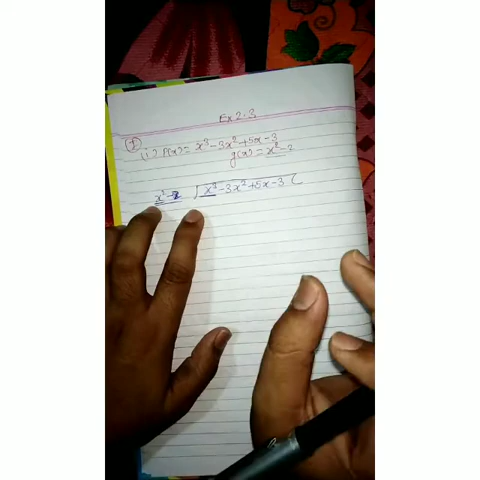 Ex 2.3
① (i) P(x) = x³-3x²+5x-3
g(x) = x²-2
x²-2 √x³-3x²+5x-3 (